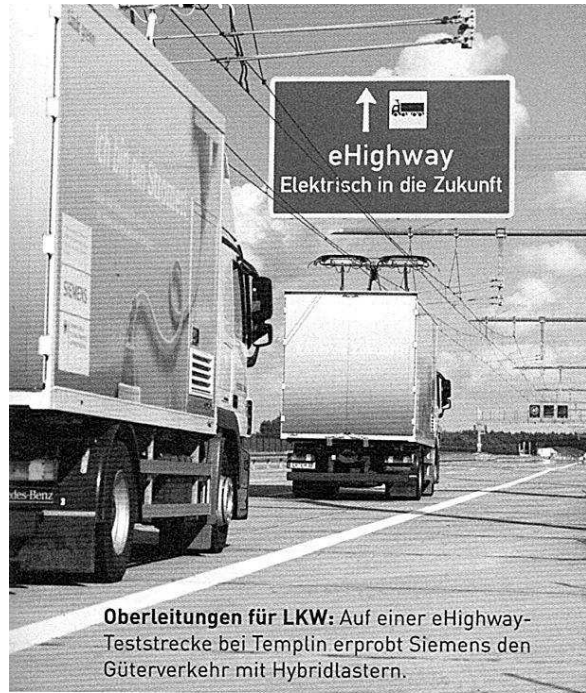 eHighway
Elektrisch in die Zukunft
SIEMENS
des-Benz
Oberleitungen für LKW: Auf einer eHighway-
Teststrecke bei Templin erprobt Siemens den
Güterverkehr mit Hybridlastern.